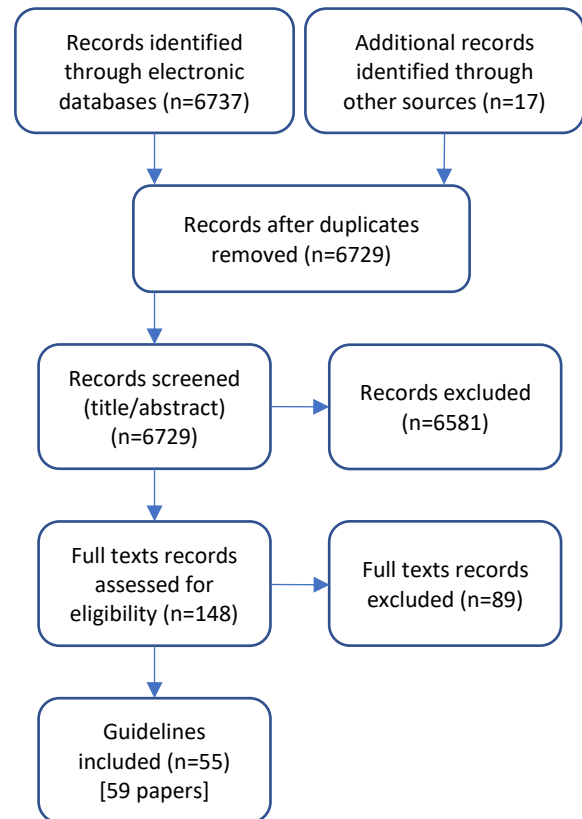 Records identified
through electronic
databases (n=6737)
Additional records
identified through
other sources (n=17)
Records after duplicates
removed (n=6729)
Records screened
(title/abstract)
(n=6729)
Records excluded
(n=6581)
Full texts records
assessed for
eligibility (n=148)
Full texts records
excluded (n=89)
Guidelines
included (n=55)
[59 papers]